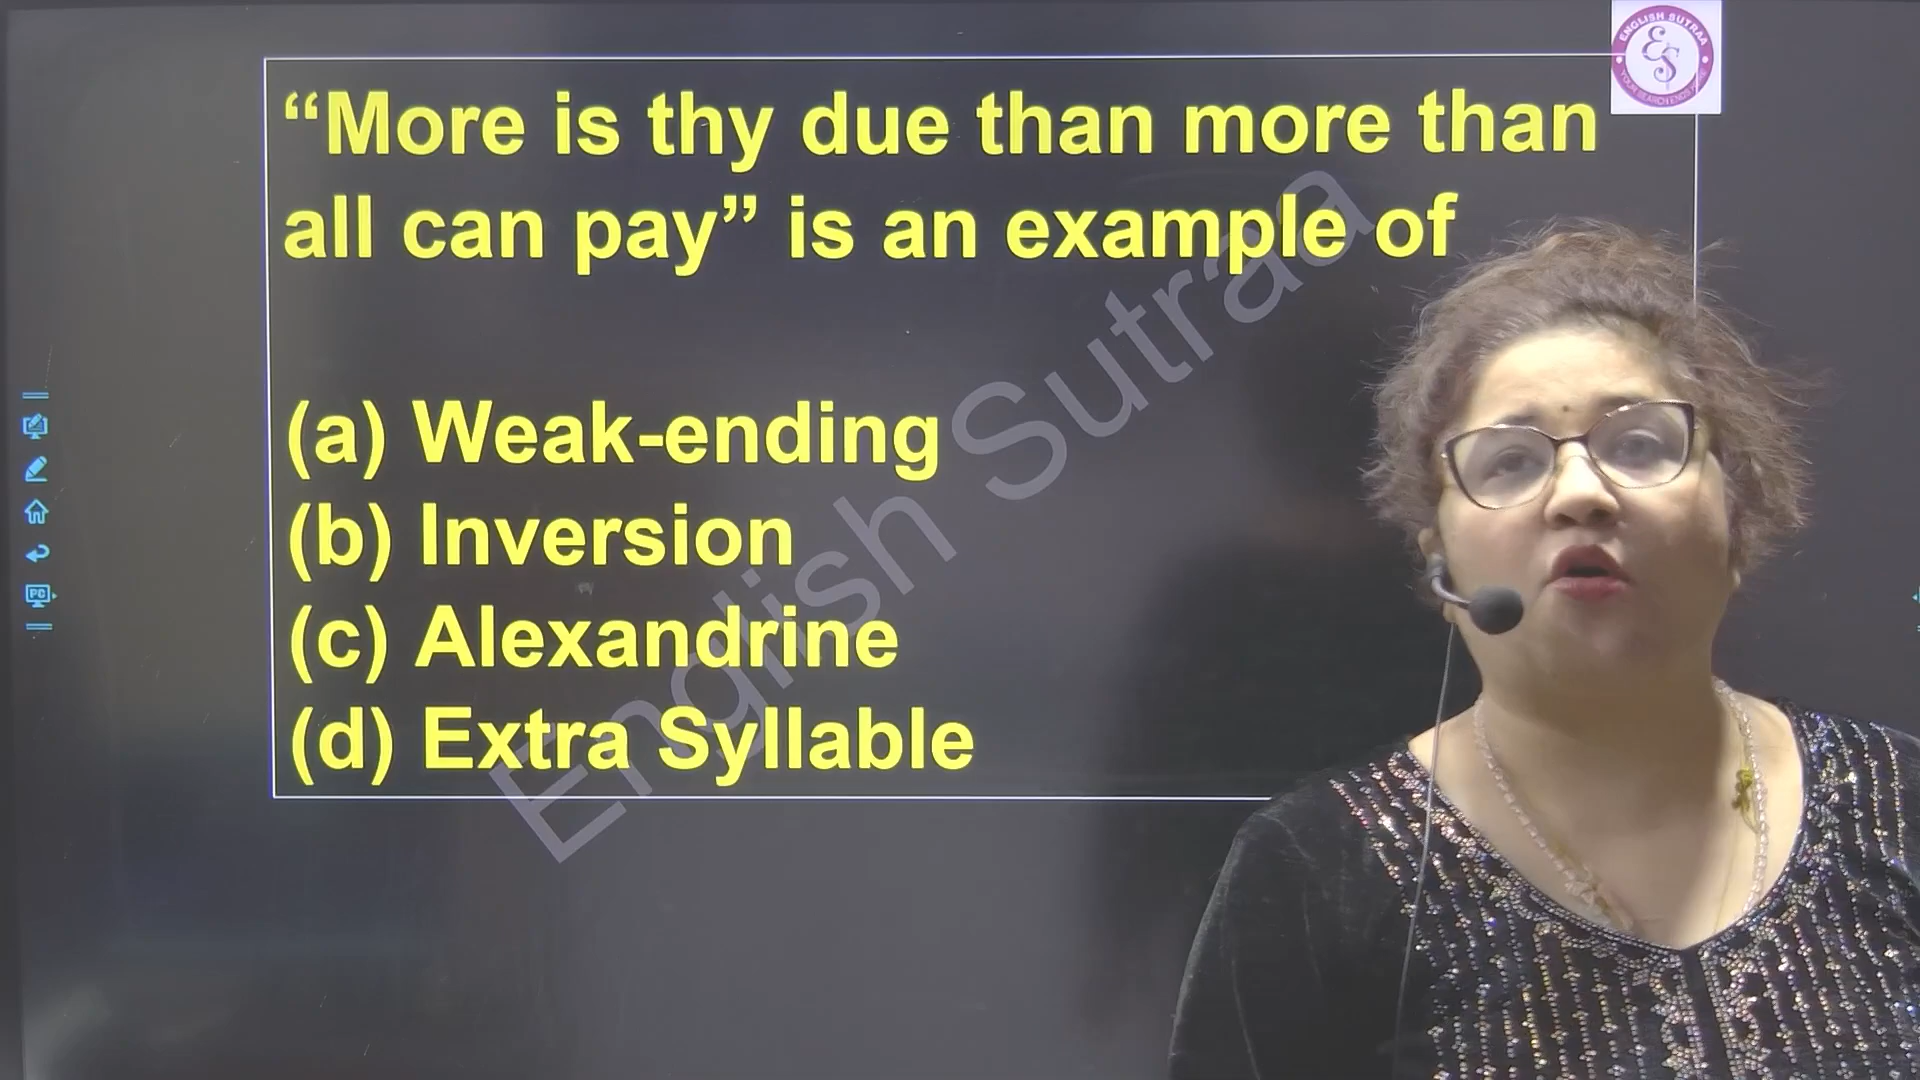 ENGLISH SUTRAA
“More is thy due than more than
all can pay” is an example of
(a) Weak-ending
(b) Inversion
(c) Alexandrine
(d) Extra Syllable
English Sutraa
PC